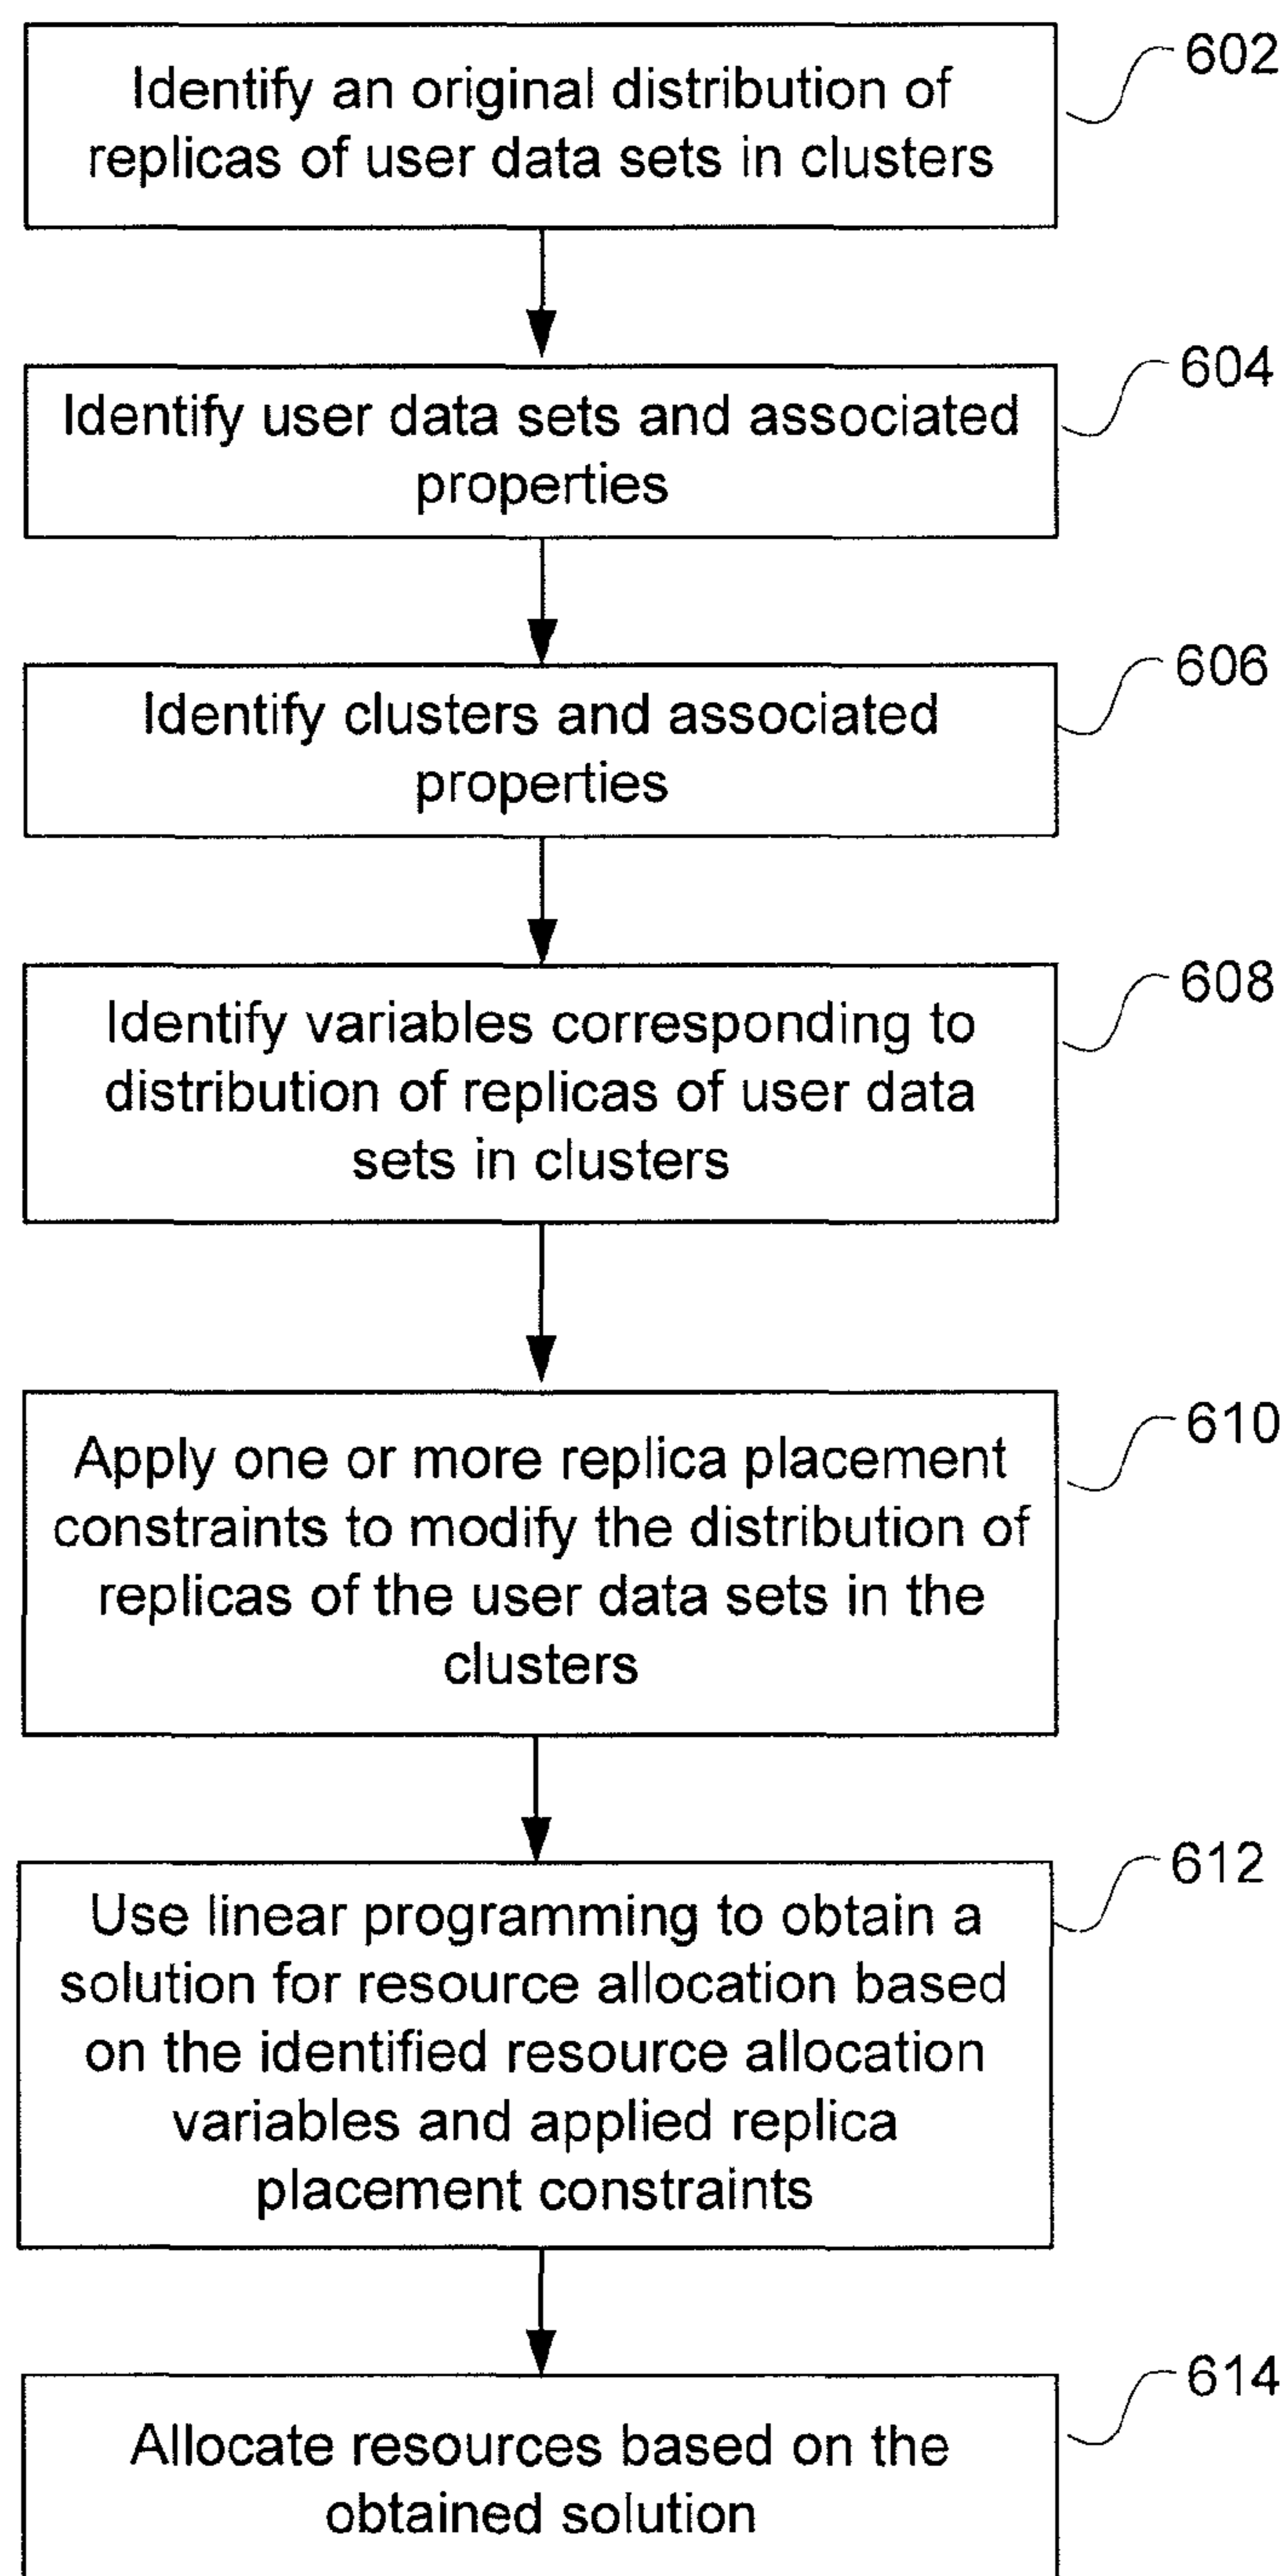 Identify an original distribution of
replicas of user data sets in clusters
602
Identify user data sets and associated
properties
604
Identify clusters and associated
properties
606
Identify variables corresponding to
distribution of replicas of user data
sets in clusters
608
Apply one or more replica placement
constraints to modify the distribution of
replicas of the user data sets in the
clusters
610
Use linear programming to obtain a
solution for resource allocation based
on the identified resource allocation
variables and applied replica
placement constraints
612
Allocate resources based on the
obtained solution
614